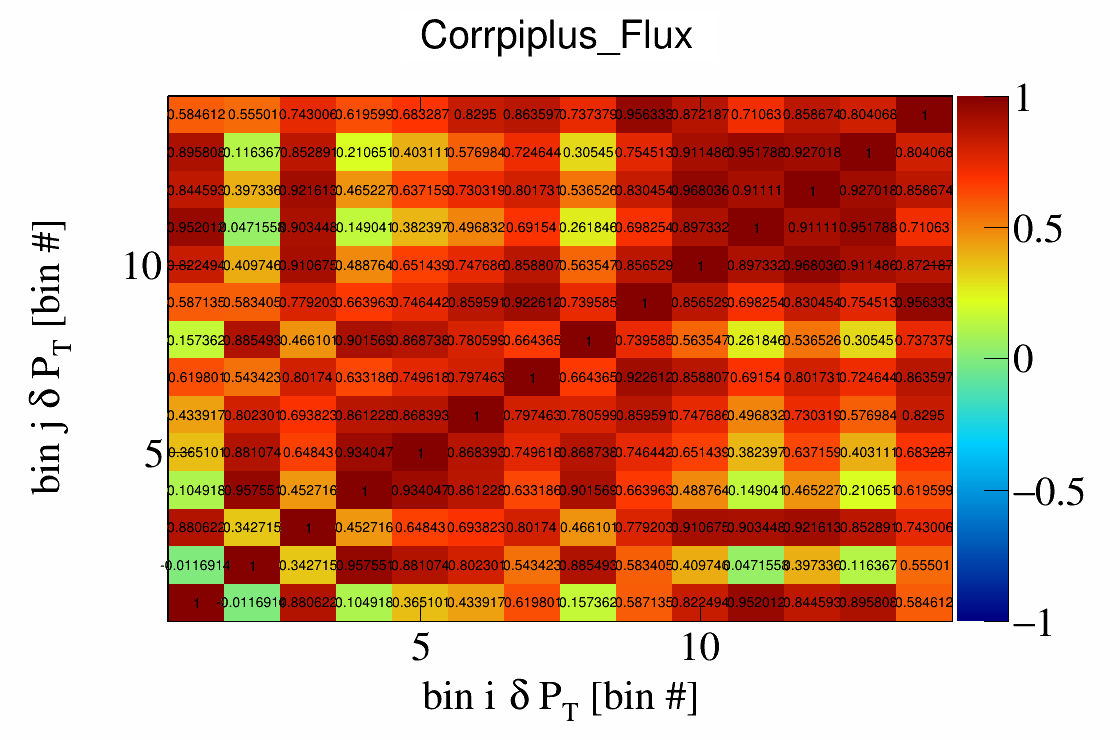 Corrpiplus_Flux
0.584612 0.55501 0.743006 0.619599 0.683287 0.8295 0.863597 0.737379 0.956333 0.872187 0.71063 0.858674 0.804068 1
0.895808 0.116367 0.852891 0.210651 0.403111 0.576984 0.724644 0.30545 0.754513 0.911486 0.951788 0.927018 1 0.804068
0.844593 0.397336 0.921613 0.465227 0.637159 0.730319 0.801731 0.536526 0.830454 0.968036 0.91111 1 0.927018 0.858674
0.952012 0.0471558 0.903448 0.149041 0.382397 0.496832 0.69154 0.261846 0.698254 0.897332 1 0.91111 0.951788 0.71063
10 0.822494 0.409746 0.910675 0.488764 0.651439 0.747686 0.858807 0.563547 0.856529 1 0.897332 0.968036 0.911486 0.872187
0.587135 0.583405 0.779203 0.663963 0.746442 0.859591 0.922612 0.739585 1 0.856529 0.698254 0.830454 0.754513 0.956333
0.157362 0.885493 0.466101 0.901569 0.868738 0.780599 0.664365 1 0.739585 0.563547 0.261846 0.536526 0.30545 0.737379
0.619801 0.543423 0.80174 0.633186 0.749618 0.797463 1 0.664365 0.922612 0.858807 0.69154 0.801731 0.724644 0.863597
0.433917 0.802301 0.693823 0.861228 0.868393 1 0.797463 0.780599 0.859591 0.747686 0.496832 0.730319 0.576984 0.8295
5 0.365101 0.881074 0.64843 0.934047 1 0.868393 0.749618 0.868738 0.746442 0.651439 0.382397 0.637159 0.403111 0.683287
0.104918 0.957551 0.452716 1 0.934047 0.861228 0.633186 0.901569 0.663963 0.488764 0.149041 0.465227 0.210651 0.619599
0.880622 0.342715 1 0.452716 0.64843 0.693823 0.80174 0.466101 0.779203 0.910675 0.903448 0.921613 0.852891 0.743006
-0.0116914 1 0.342715 0.957551 0.881074 0.802301 0.543423 0.885493 0.583405 0.409746 0.0471558 0.397336 0.116367 0.55501
1 -0.0116914 0.880622 0.104918 0.365101 0.433917 0.619801 0.157362 0.587135 0.822494 0.952012 0.844593 0.895808 0.584612
5 10
bin i δ P_T [bin #]
bin j δ P_T [bin #]
1
0.5
0
−0.5
−1